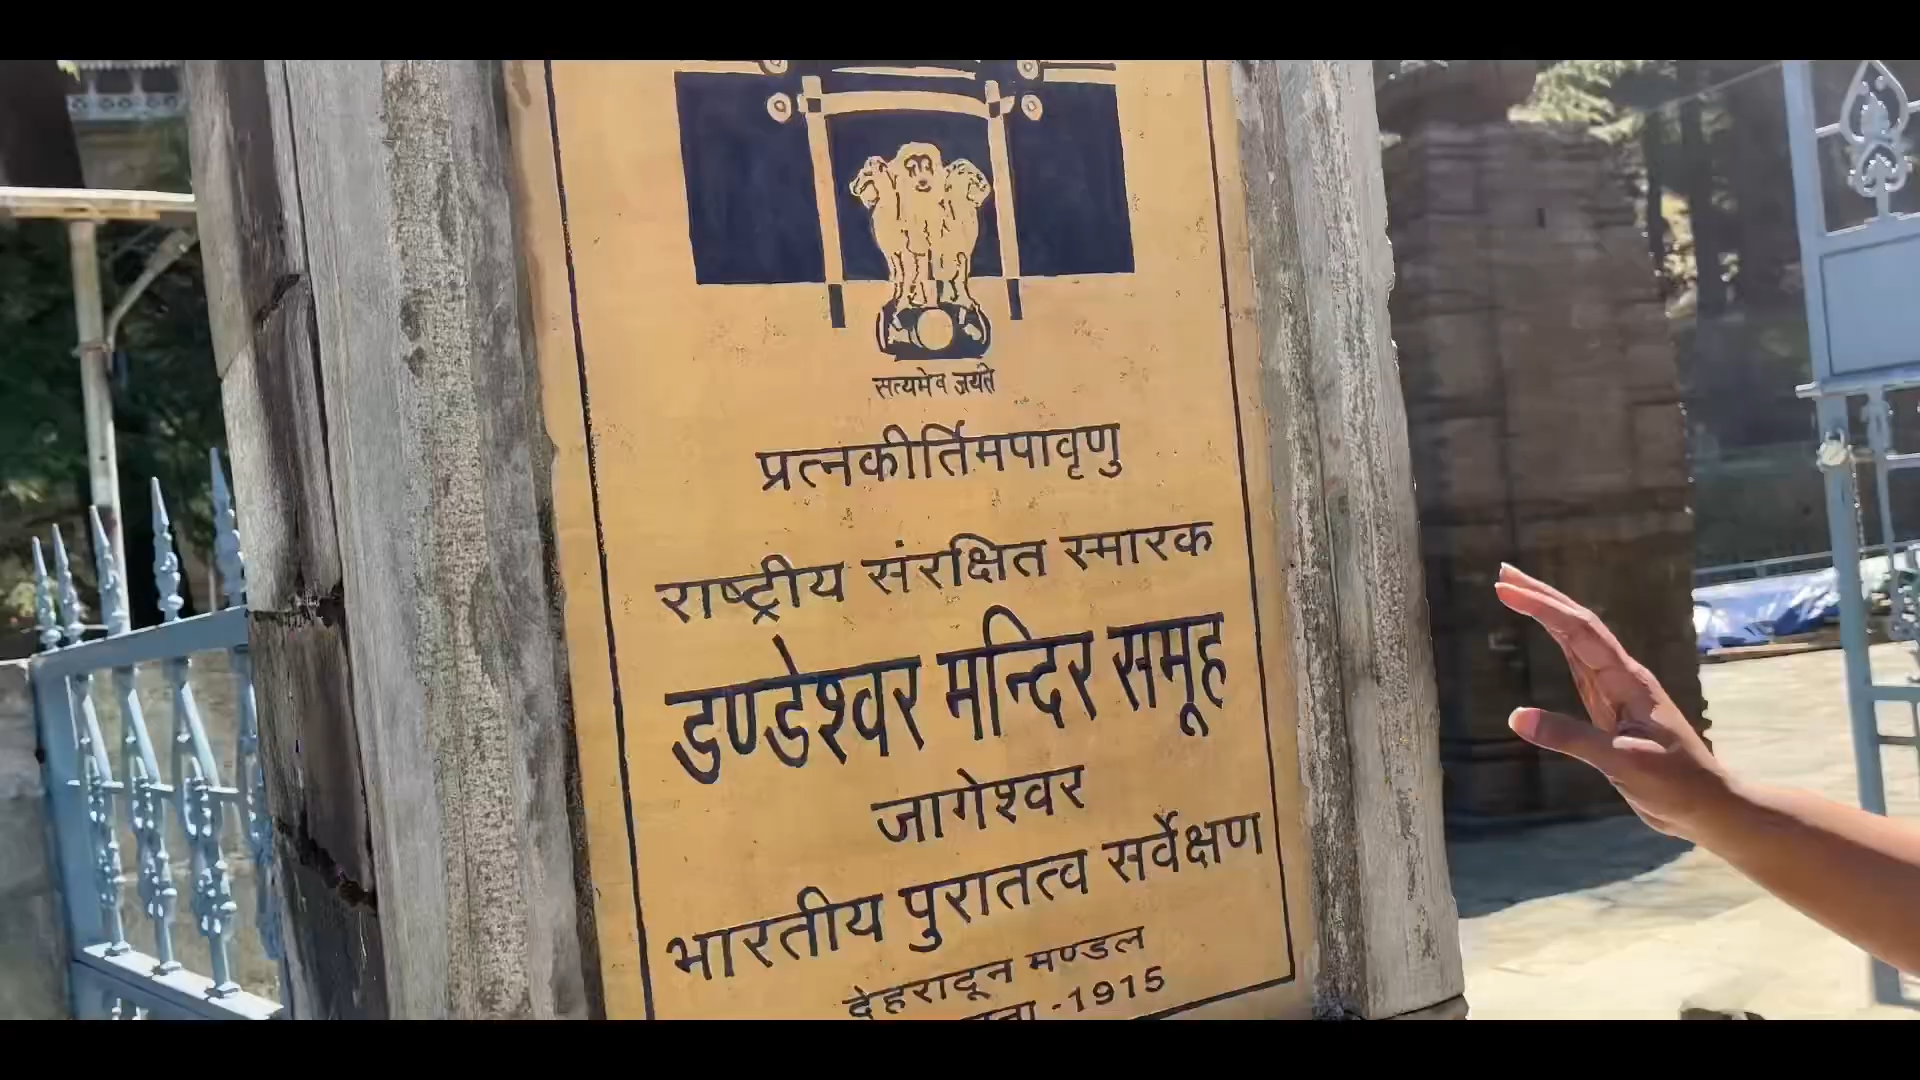 सत्यमेव जयते
प्रत्नकीर्तिमपावृणु
राष्ट्रीय संरक्षित स्मारक
डण्डेश्वर मन्दिर समूह
जागेश्वर
भारतीय पुरातत्व सर्वेक्षण
देहरादून मण्डल
-1915